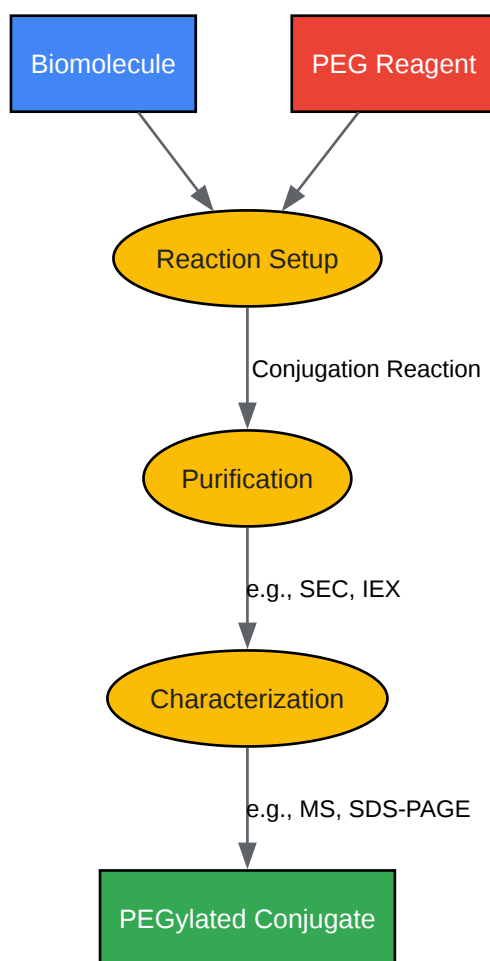 Biomolecule
PEG Reagent
Reaction Setup
Conjugation Reaction
Purification
e.g., SEC, IEX
Characterization
e.g., MS, SDS-PAGE
PEGylated Conjugate